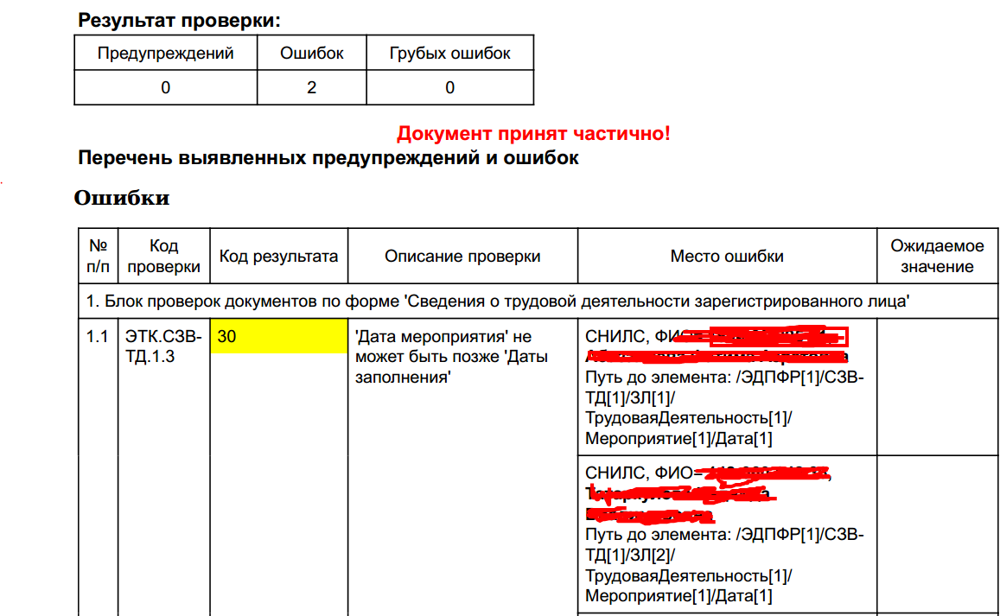 Результат проверки:
Предупреждений Ошибок Грубых ошибок
0 2 0
Документ принят частично!
Перечень выявленных предупреждений и ошибок
Ошибки
№ п/п Код проверки Код результата Описание проверки Место ошибки Ожидаемое значение
1. Блок проверок документов по форме 'Сведения о трудовой деятельности зарегистрированного лица'
1.1 ЭТК.СЗВ-ТД.1.3 30 'Дата мероприятия' не может быть позже 'Даты заполнения'
СНИЛС, ФИО=
Путь до элемента: /ЭДПФР[1]/СЗВ-
ТД[1]/ЗЛ[1]/
ТрудоваяДеятельность[1]/
Мероприятие[1]/Дата[1]
СНИЛС, ФИО=
Путь до элемента: /ЭДПФР[1]/СЗВ-
ТД[1]/ЗЛ[2]/
ТрудоваяДеятельность[1]/
Мероприятие[1]/Дата[1]